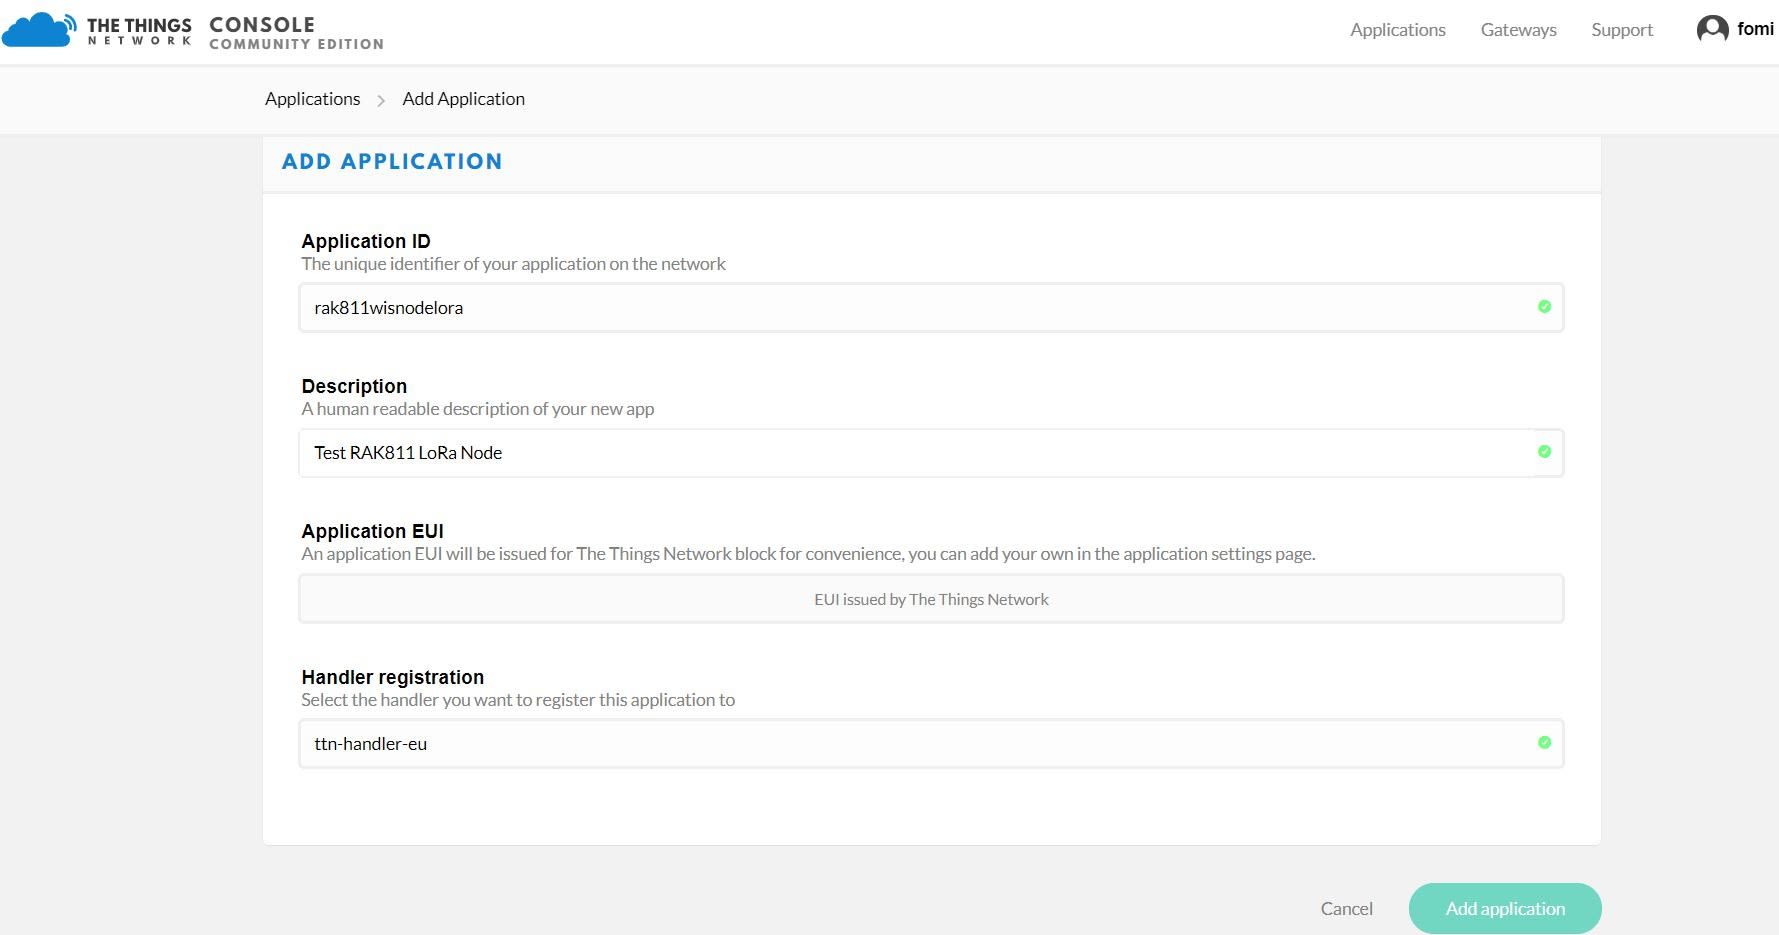 THE THINGS
NETWORK
CONSOLE
COMMUNITY EDITION
Applications Gateways Support fomi
Applications > Add Application
ADD APPLICATION
Application ID
The unique identifier of your application on the network
rak811wisnodelora
Description
A human readable description of your new app
Test RAK811 LoRa Node
Application EUI
An application EUI will be issued for The Things Network block for convenience, you can add your own in the application settings page.
EUI issued by The Things Network
Handler registration
Select the handler you want to register this application to
ttn-handler-eu
Cancel Add application